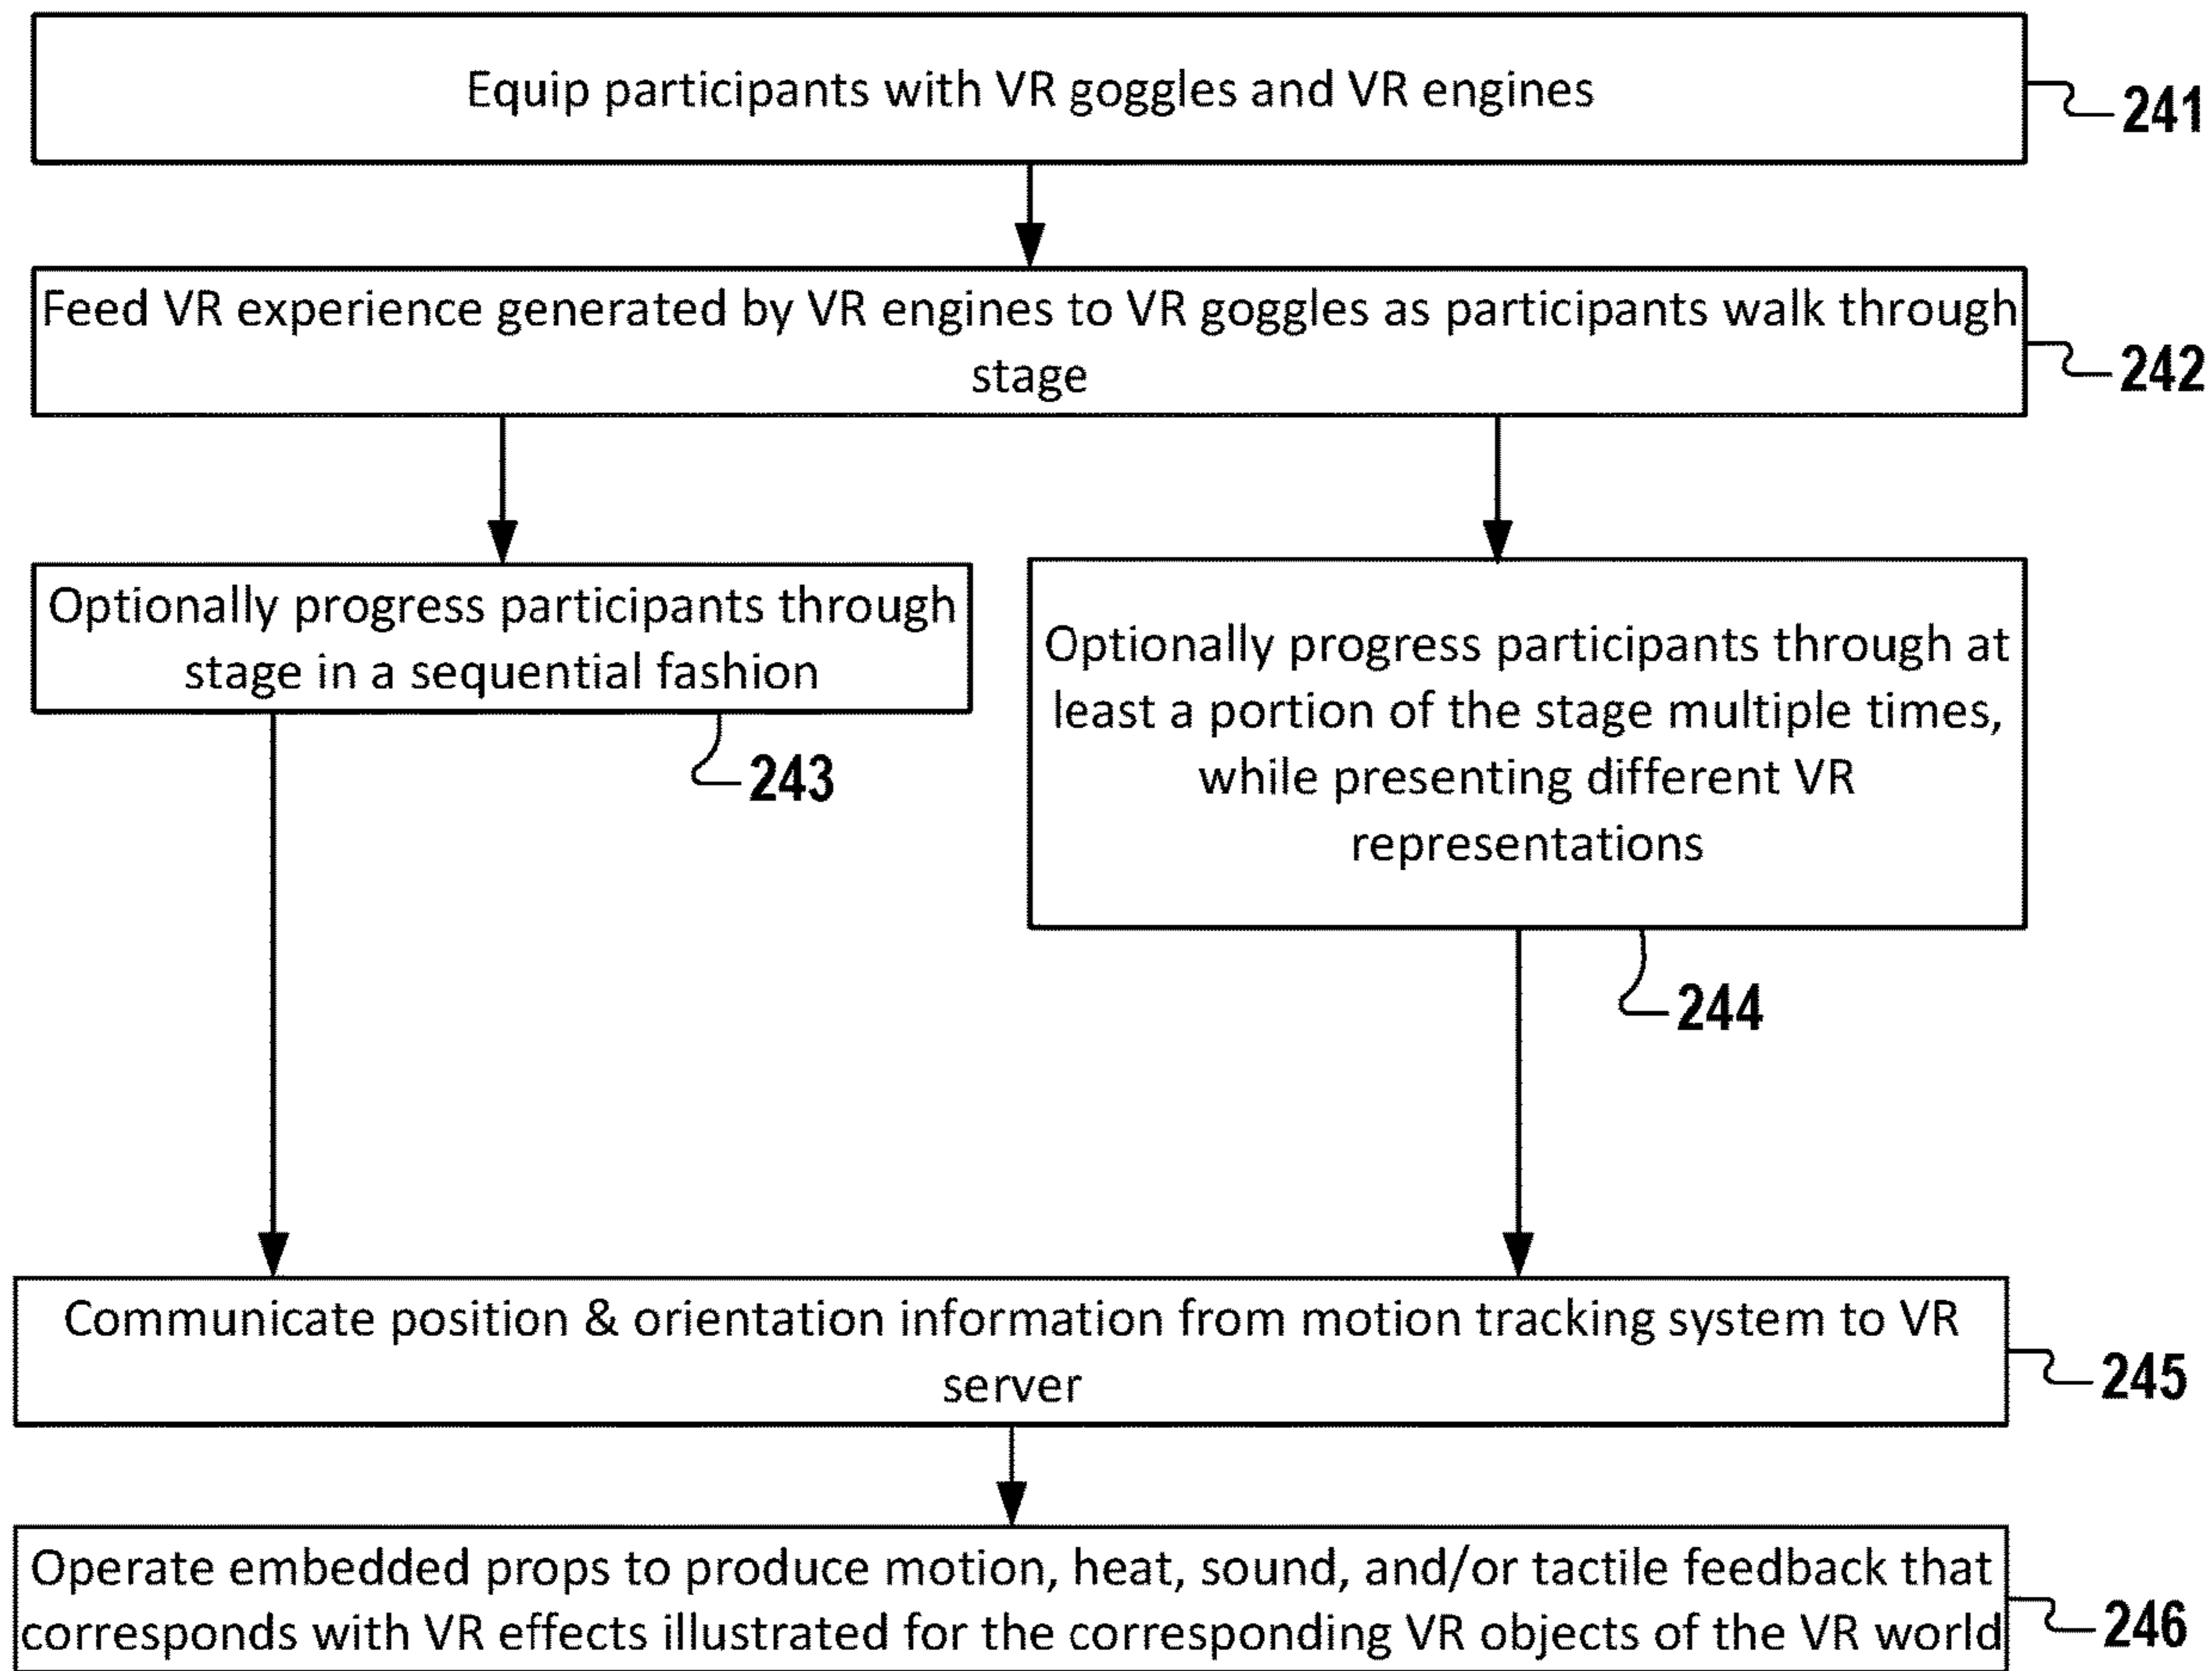 Equip participants with VR goggles and VR engines
241
Feed VR experience generated by VR engines to VR goggles as participants walk through
stage
242
Optionally progress participants through
stage in a sequential fashion
243
Optionally progress participants through at
least a portion of the stage multiple times,
while presenting different VR
representations
244
Communicate position & orientation information from motion tracking system to VR
server
245
Operate embedded props to produce motion, heat, sound, and/or tactile feedback that
corresponds with VR effects illustrated for the corresponding VR objects of the VR world
246